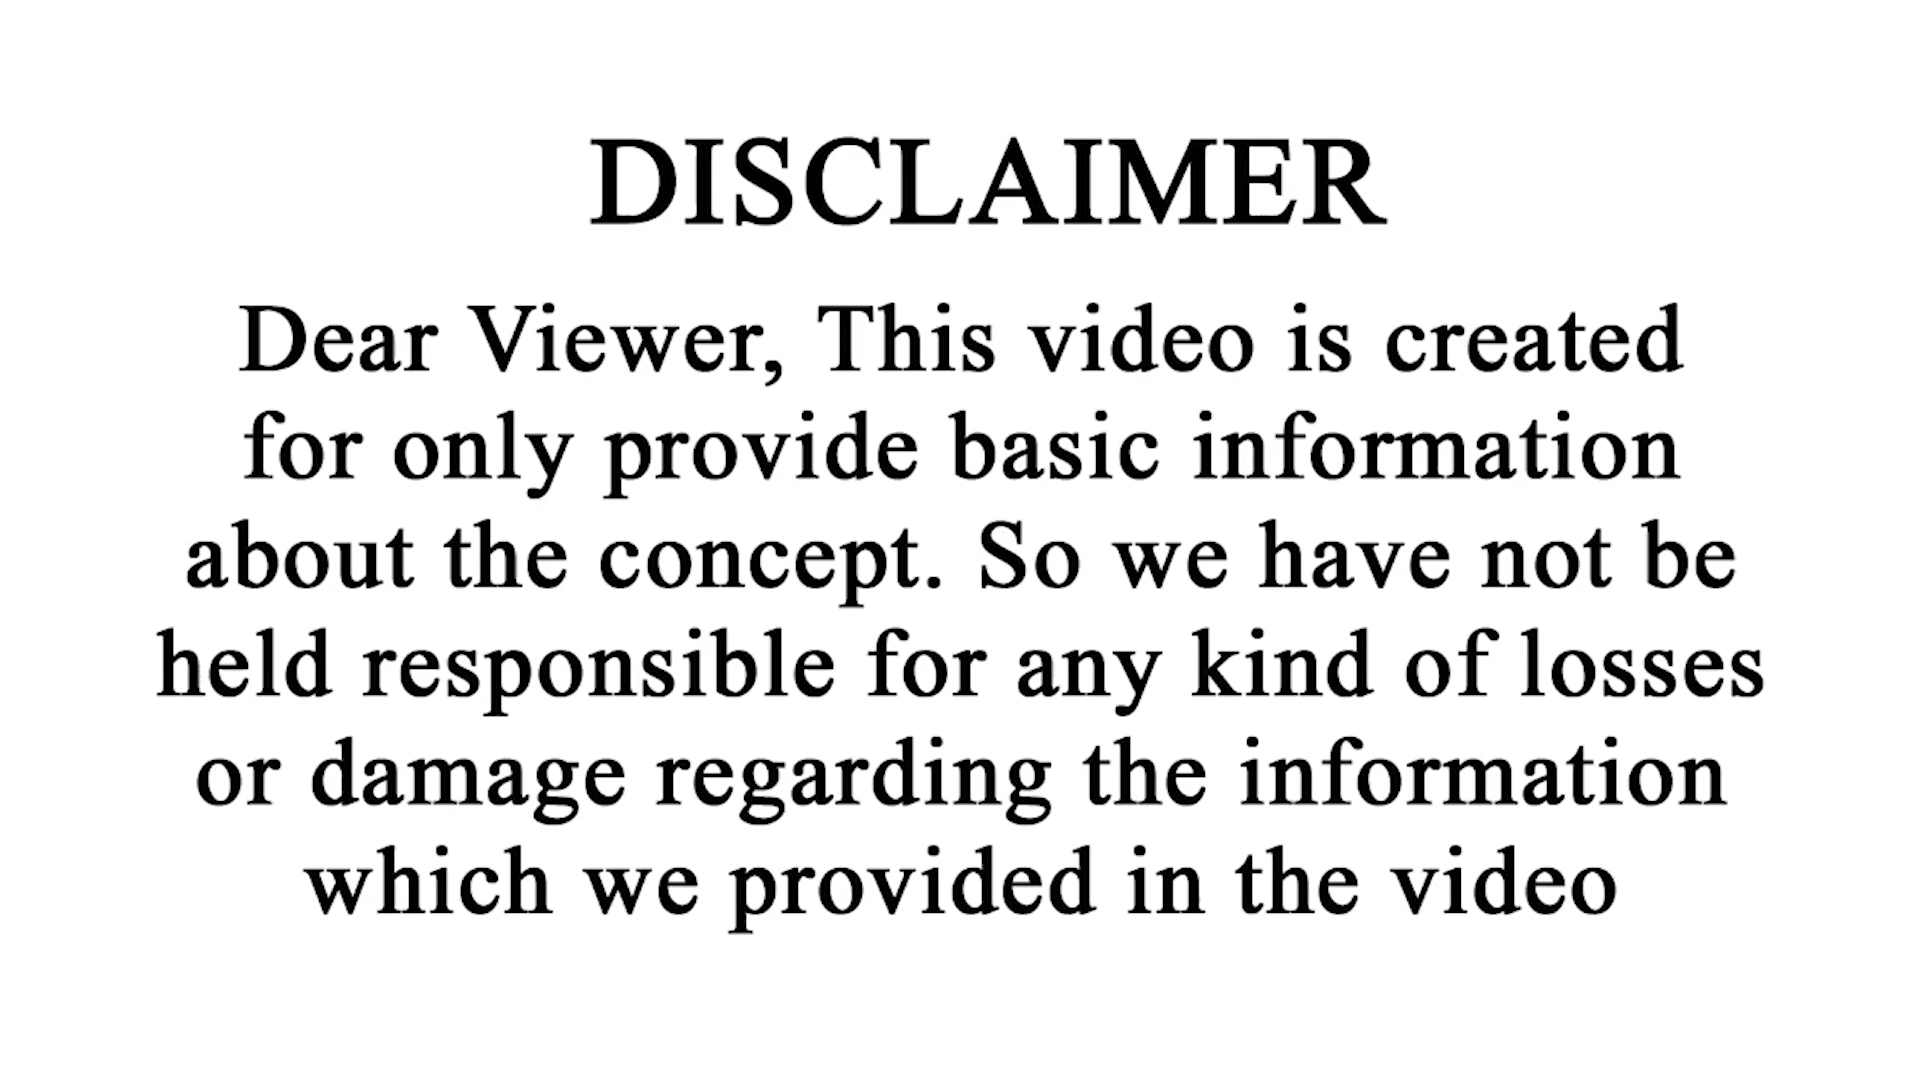 DISCLAIMER
Dear Viewer, This video is created
for only provide basic information
about the concept. So we have not be
held responsible for any kind of losses
or damage regarding the information
which we provided in the video